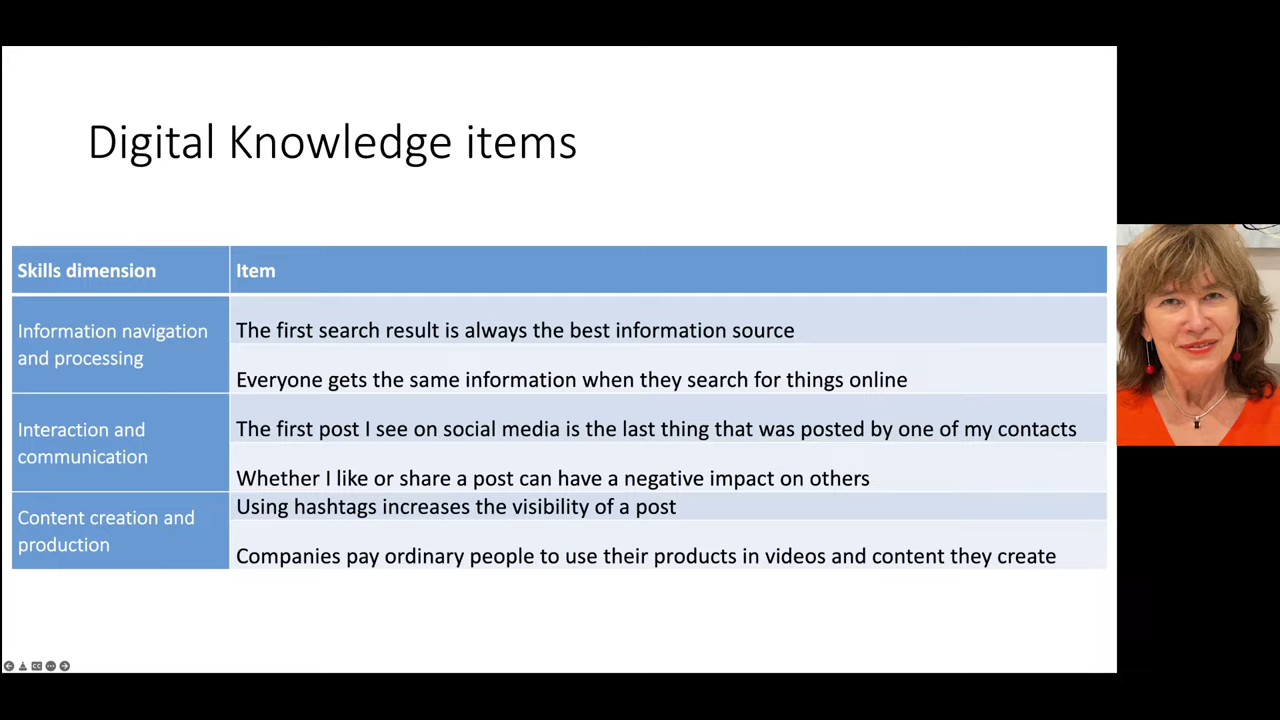 Digital Knowledge items
Skills dimension
Item
Information navigation
and processing
The first search result is always the best information source
Everyone gets the same information when they search for things online
Interaction and
communication
The first post I see on social media is the last thing that was posted by one of my contacts
Whether I like or share a post can have a negative impact on others
Content creation and
production
Using hashtags increases the visibility of a post
Companies pay ordinary people to use their products in videos and content they create